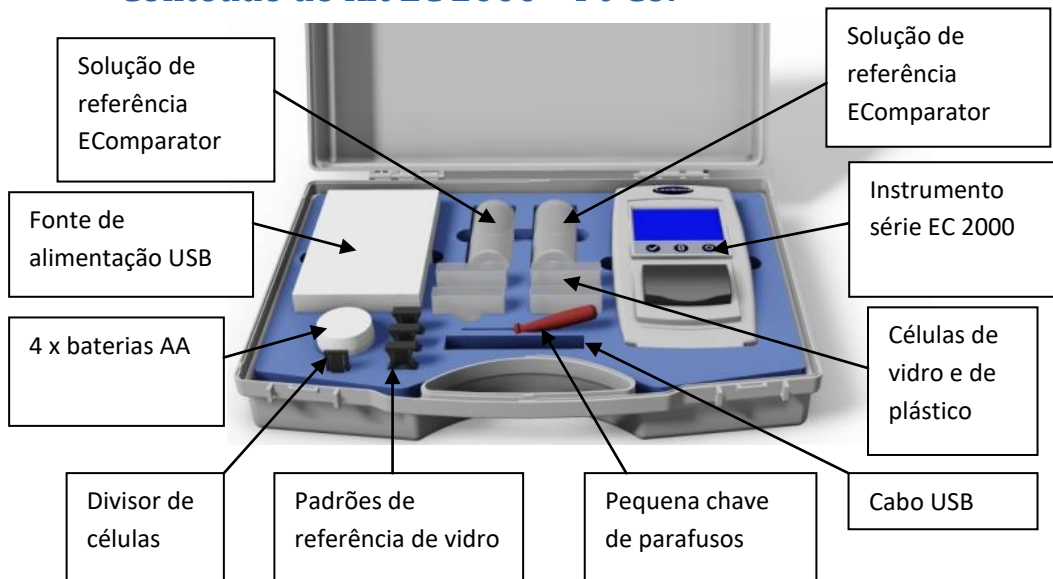 Solução de
referência
EComparator
Solução de
referência
EComparator
Fonte de
alimentação USB
Instrumento
série EC 2000
4 x baterias AA
Células de
vidro e de
plástico
Divisor de
células
Padrões de
referência de vidro
Pequena chave
de parafusos
Cabo USB